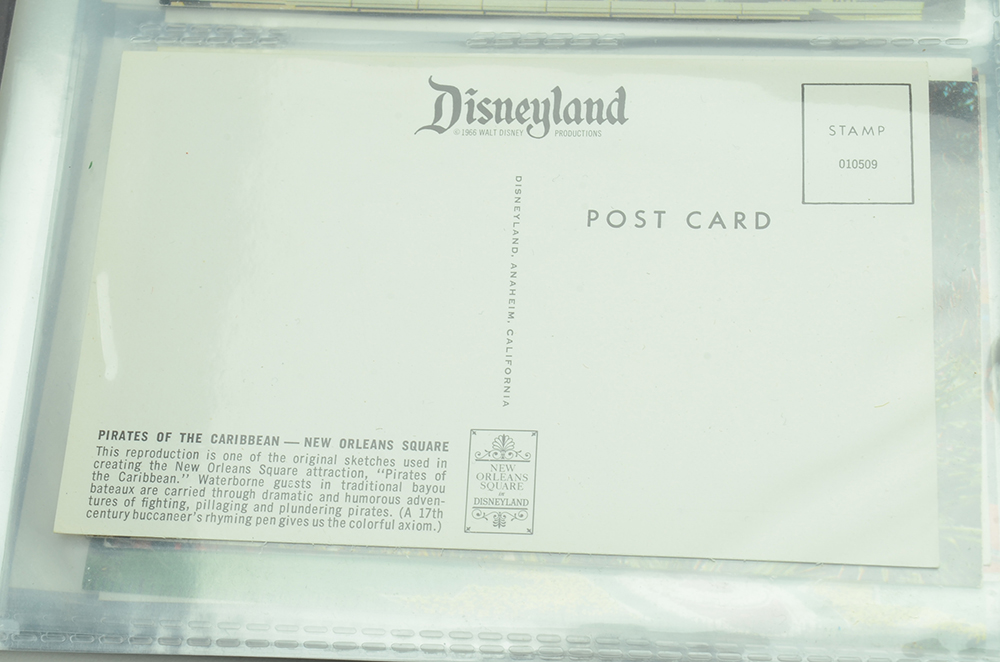 Disneyland
© 1966 WALT DISNEY PRODUCTIONS
STAMP
010509
POST CARD
DISNEYLAND, ANAHEIM, CALIFORNIA
PIRATES OF THE CARIBBEAN — NEW ORLEANS SQUARE
This reproduction is one of the original sketches used in
creating the New Orleans Square attraction, "Pirates of
the Caribbean." Waterborne guests in traditional bayou
bateaux are carried through dramatic and humorous adven-
tures of fighting, pillaging and plundering pirates. (A 17th
century buccaneer's rhyming pen gives us the colorful axiom.)
NEW
ORLEANS
SQUARE
in
DISNEYLAND